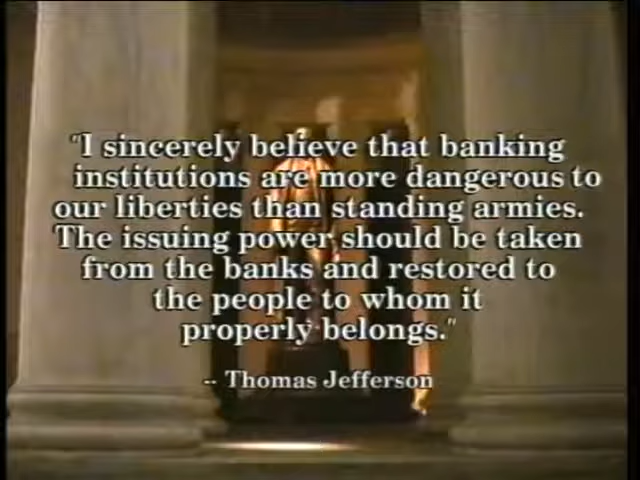 "I sincerely believe that banking
institutions are more dangerous to
our liberties than standing armies.
The issuing power should be taken
from the banks and restored to
the people to whom it
properly belongs."
-- Thomas Jefferson